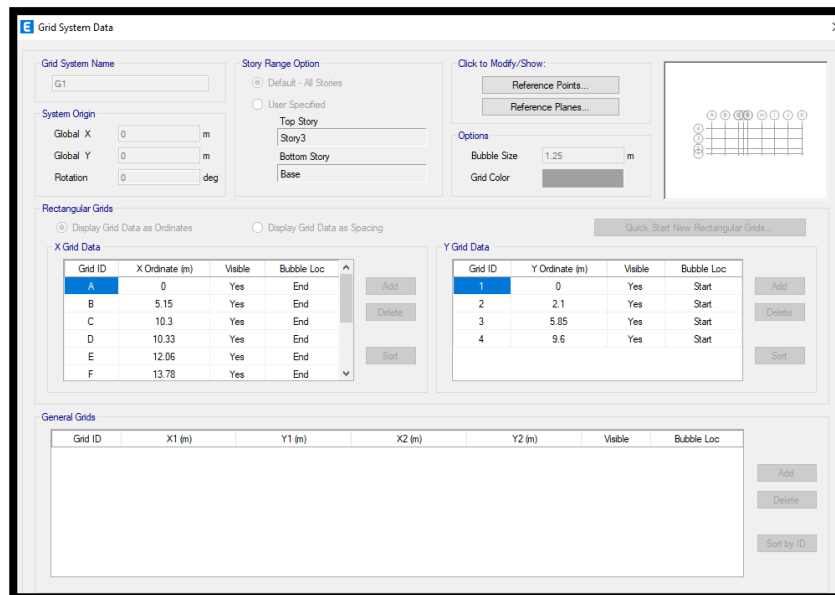 E Grid System Data
Grid System Name
G1
System Origin
Global X 0 m
Global Y 0 m
Rotation 0 deg
Story Range Option
Default - All Stories
User Specified
Top Story
Story3
Bottom Story
Base
Click to Modify/Show:
Reference Points...
Reference Planes...
Options
Bubble Size 1.25 m
Grid Color
Rectangular Grids
Display Grid Data as Ordinates Display Grid Data as Spacing Quick Start New Rectangular Grids...
X Grid Data
Grid ID X Ordinate (m) Visible Bubble Loc
A 0 Yes End
B 5.15 Yes End
C 10.3 Yes End
D 10.33 Yes End
E 12.06 Yes End
F 13.78 Yes End
Add
Delete
Sort
Y Grid Data
Grid ID Y Ordinate (m) Visible Bubble Loc
1 0 Yes Start
2 2.1 Yes Start
3 5.85 Yes Start
4 9.6 Yes Start
Add
Delete
Sort
General Grids
Grid ID X1 (m) Y1 (m) X2 (m) Y2 (m) Visible Bubble Loc
Add
Delete
Sort by ID